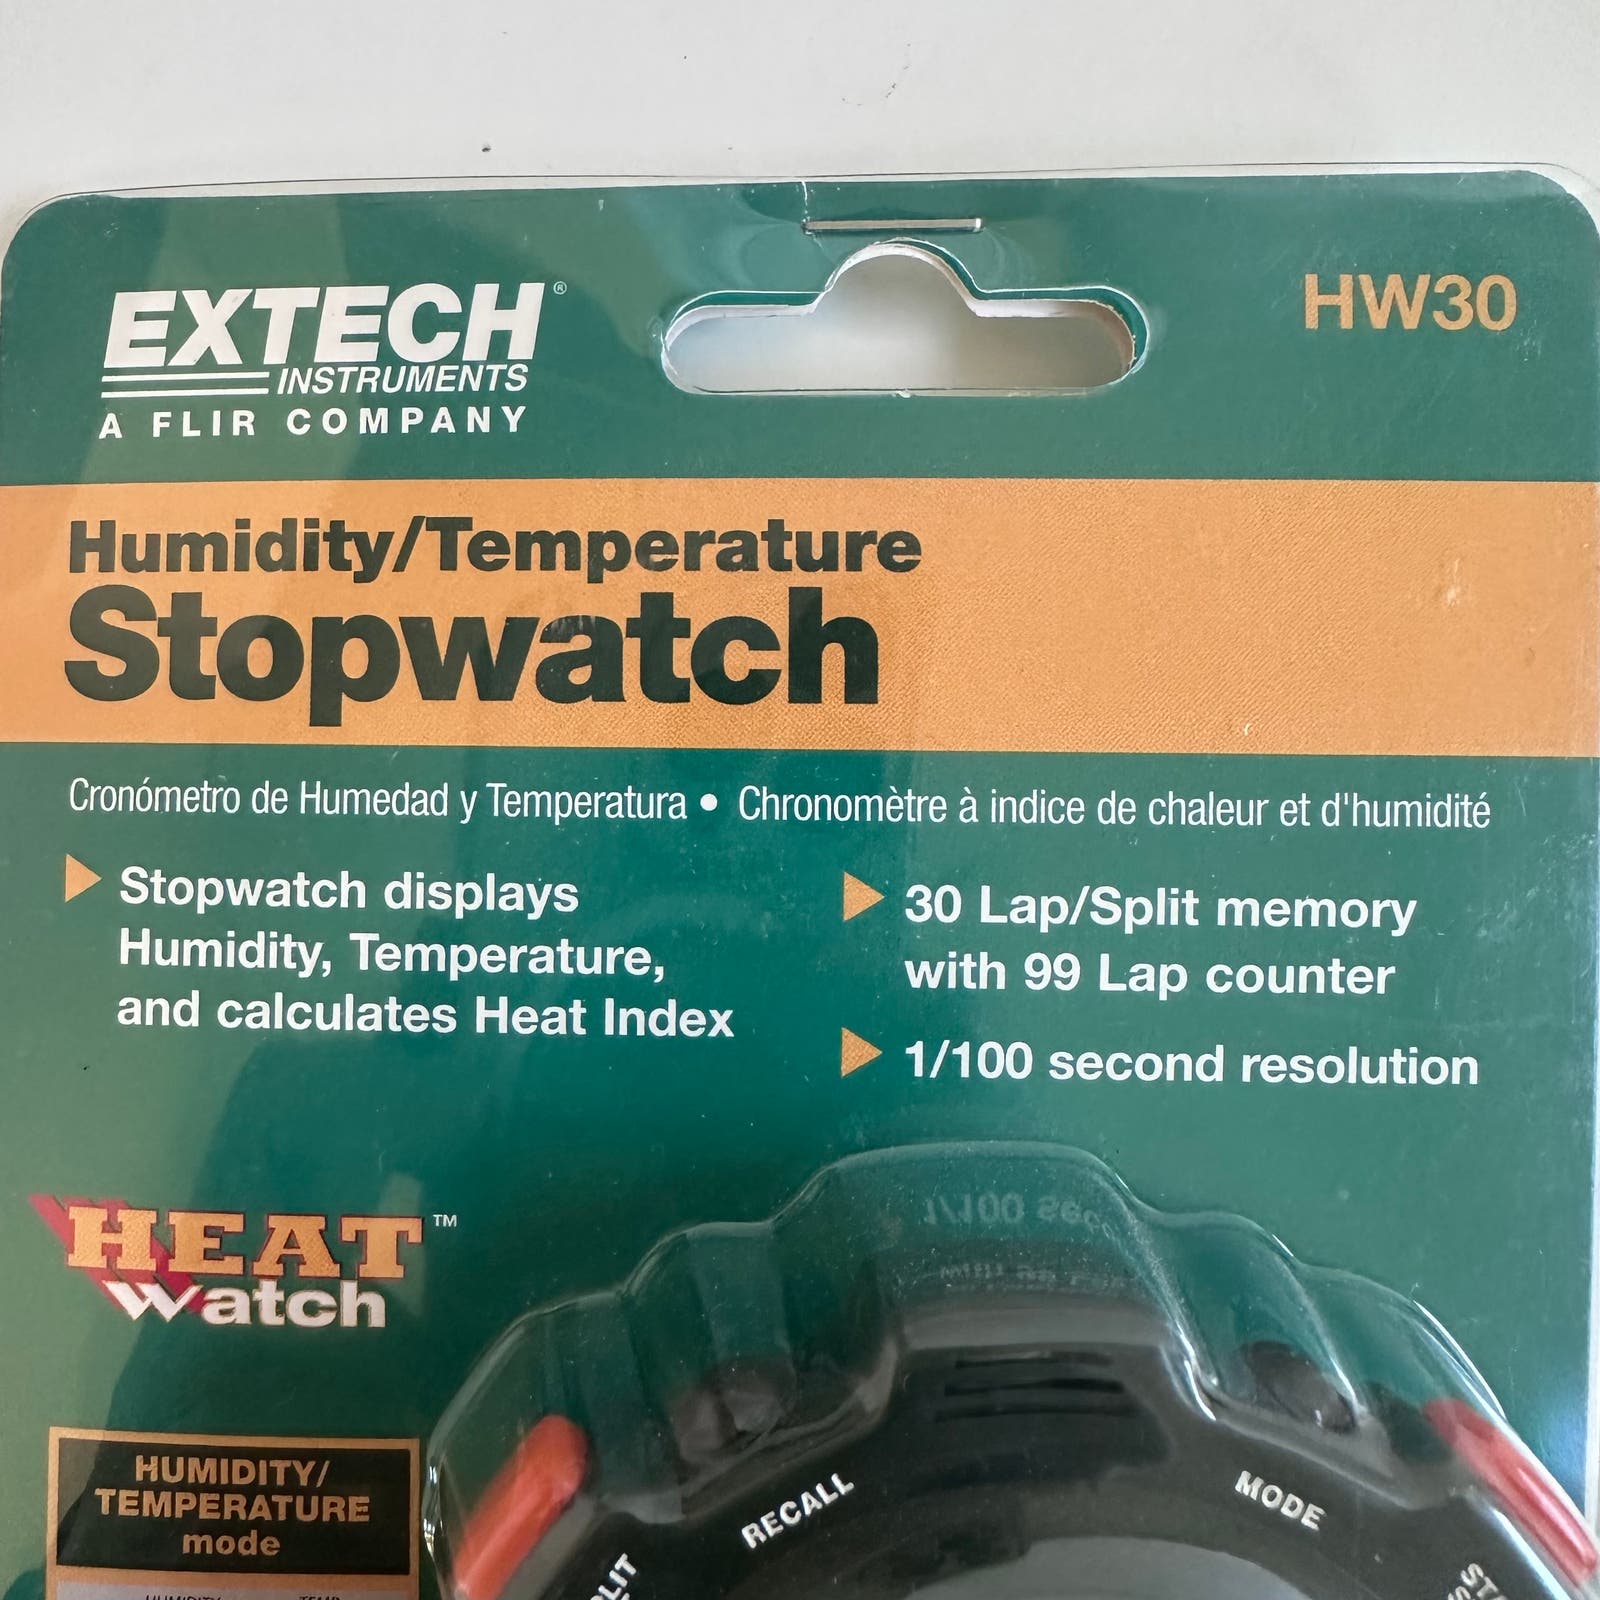 EXTECH®
INSTRUMENTS
A FLIR COMPANY
HW30
Humidity/Temperature
Stopwatch
Cronómetro de Humedad y Temperatura • Chronomètre à indice de chaleur et d'humidité
Stopwatch displays
Humidity, Temperature,
and calculates Heat Index
30 Lap/Split memory
with 99 Lap counter
1/100 second resolution
HEAT™
watch
HUMIDITY/
TEMPERATURE
mode
RECALL
MODE